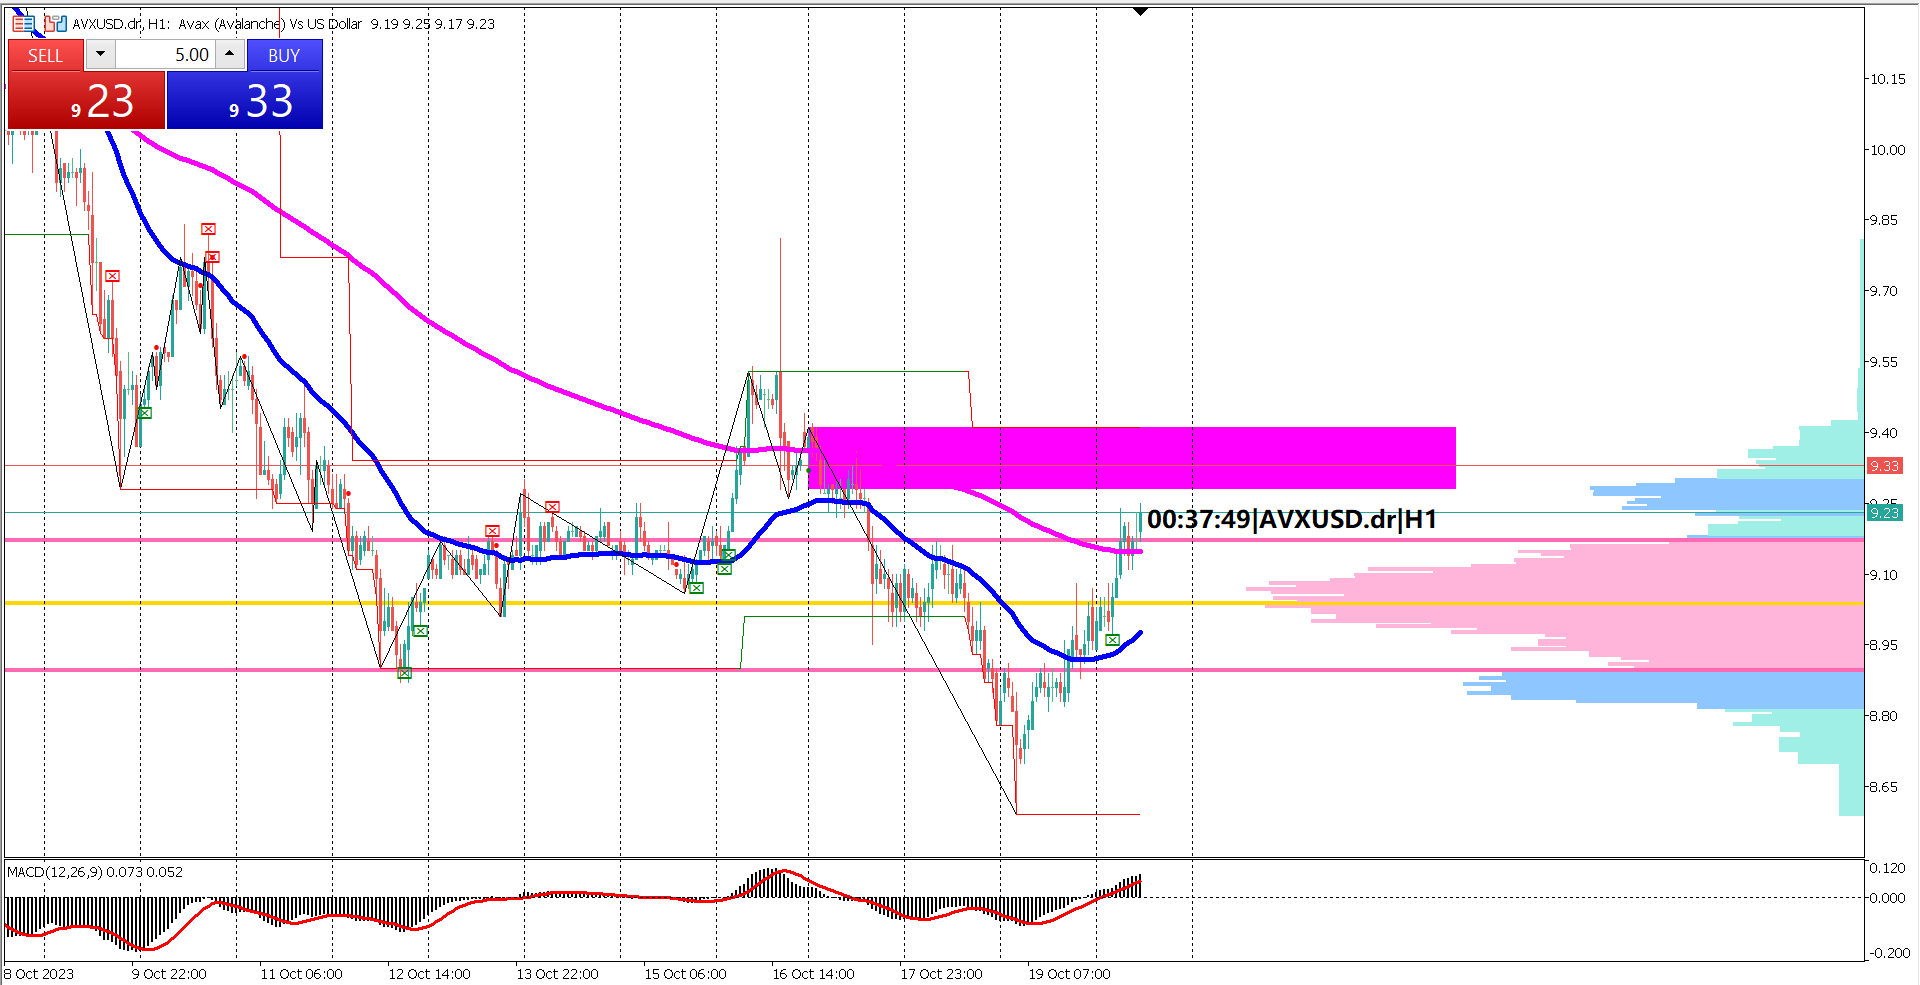 AVXUSD.dr, H1: Avax (Avalanche) Vs US Dollar 9.19 9.25 9.17 9.23
SELL 5.00 BUY
9 23 9 33
10.15
10.00
9.85
9.70
9.55
9.40
9.33
9.25
9.23
00:37:49|AVXUSD.dr|H1
9.10
8.95
8.80
8.65
MACD(12,26,9) 0.073 0.052
0.120
0.000
-0.200
8 Oct 2023 9 Oct 22:00 11 Oct 06:00 12 Oct 14:00 13 Oct 22:00 15 Oct 06:00 16 Oct 14:00 17 Oct 23:00 19 Oct 07:00